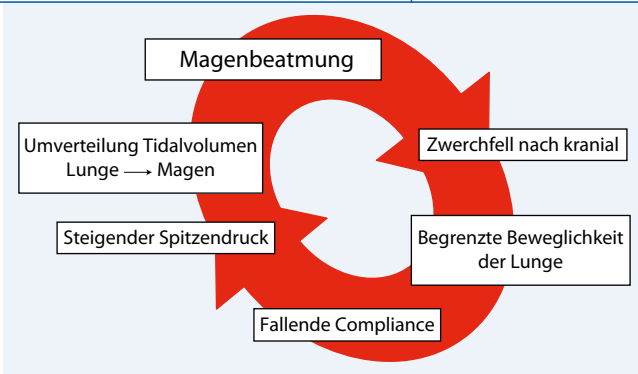 Magenbeatmung
Zwerchfell nach kranial
Begrenzte Beweglichkeit
der Lunge
Fallende Compliance
Steigender Spitzendruck
Umverteilung Tidalvolumen
Lunge → Magen